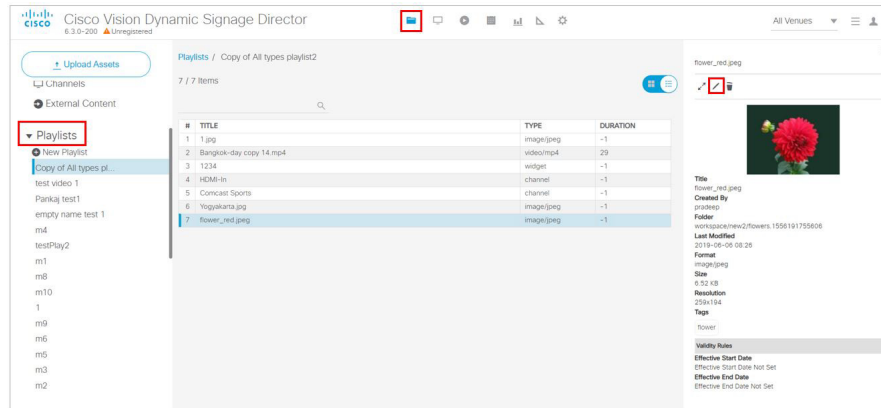 CISCO
Cisco Vision Dynamic Signage Director
6.3.0-200 Unregistered
All Venues
Upload Assets
Channels
External Content
Playlists
New Playlist
Copy of All types pl...
test video 1
Pankaj test1
empty name test 1
m4
testPlay2
m1
m8
m10
1
m9
m6
m5
m3
m2
Playlists / Copy of All types playlist2
7 / 7 Items
# TITLE TYPE DURATION
1 1.jpg image/jpeg -1
2 Bangkok-day copy 14.mp4 video/mp4 29
3 1234 widget -1
4 HDMI-In channel -1
5 Comcast Sports channel -1
6 Yogyakarta.jpg image/jpeg -1
7 flower_red.jpeg image/jpeg -1
flower_red.jpeg
Title
flower_red.jpeg
Created By
pradeep
Folder
workspace/new2/flowers.1556191755606
Last Modified
2019-06-06 08:26
Format
image/jpeg
Size
6.52 KB
Resolution
259x194
Tags
flower
Validity Rules
Effective Start Date
Effective Start Date Not Set
Effective End Date
Effective End Date Not Set